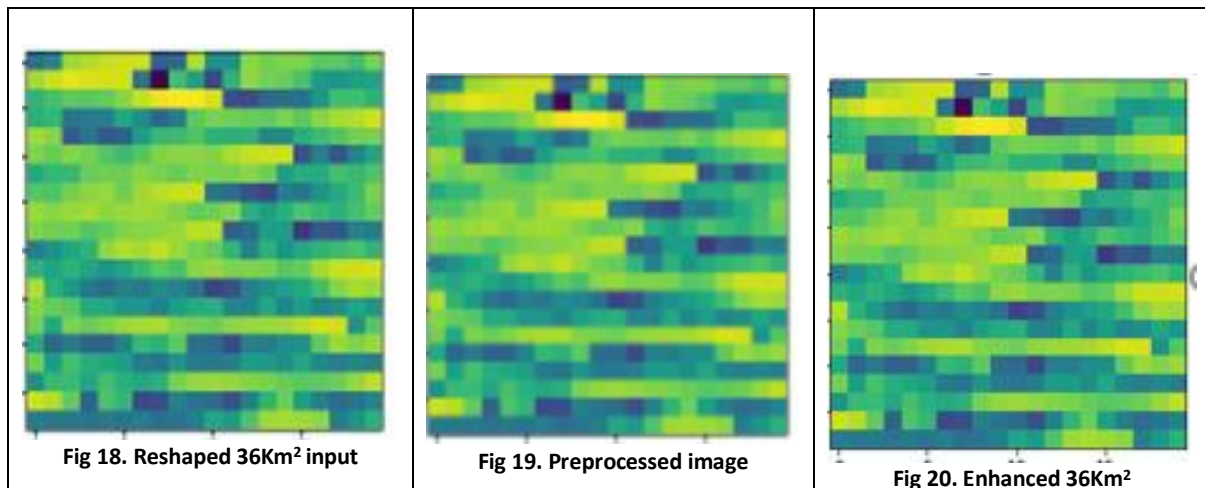 Fig 18. Reshaped 36Km² input
Fig 19. Preprocessed image
Fig 20. Enhanced 36Km²